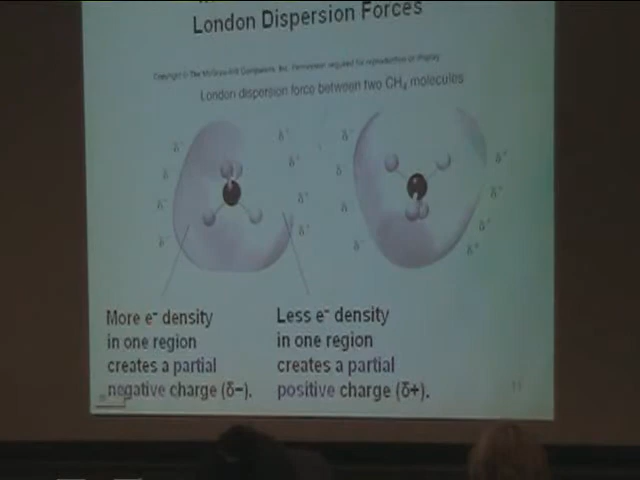 London Dispersion Forces
Copyright © The McGraw-Hill Companies, Inc. Permission required for reproduction or display.
London dispersion force between two CH₄ molecules
δ⁻ δ⁺ δ⁻ δ⁺
δ⁻ δ⁺ δ⁻ δ⁺
δ⁻ δ⁺ δ⁻ δ⁺
δ⁻ δ⁺ δ⁻ δ⁺
More e⁻ density Less e⁻ density
in one region in one region
creates a partial creates a partial
negative charge (δ−). positive charge (δ+).